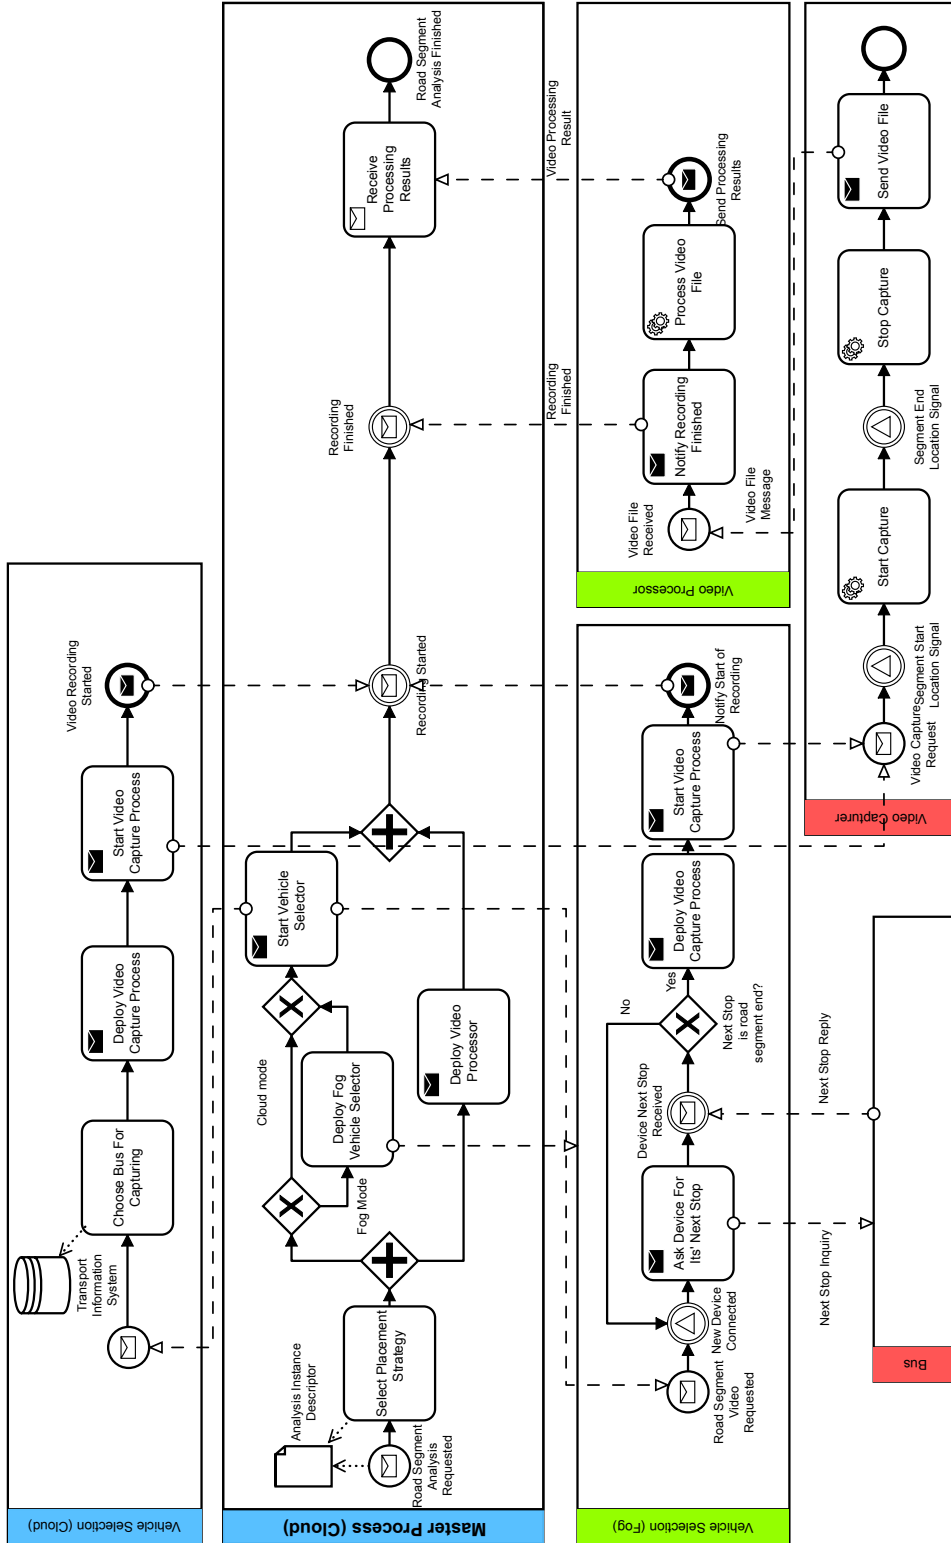 Vehicle Selection (Cloud)
Transport
Information
System
Choose Bus For
Capturing
Deploy Video
Capture Process
Start Video
Capture Process
Video Recording
Started
Master Process (Cloud)
Analysis Instance
Descriptor
Road Segment
Analysis
Requested
Select Placement
Strategy
Cloud mode
Fog Mode
Deploy Fog
Vehicle Selector
Start Vehicle
Selector
Deploy Video
Processor
Recording Started
Recording
Finished
Receive
Processing
Results
Road Segment
Analysis Finished
Recording
Finished
Video Processing
Result
Vehicle Selection (Fog)
Road Segment
Video
Requested
New Device
Connected
Ask Device For
Its' Next Stop
Device Next Stop
Received
No
Yes
Next Stop
is road
segment end?
Deploy Video
Capture Process
Start Video
Capture Process
Notify Start of
Recording
Video Processor
Video File
Received
Notify Recording
Finished
Process Video
File
Send Processing
Results
Video File
Message
Next Stop Inquiry
Next Stop Reply
Bus
Video Capturer
Video Capture
Request
Segment Start
Location Signal
Start Capture
Segment End
Location Signal
Stop Capture
Send Video File